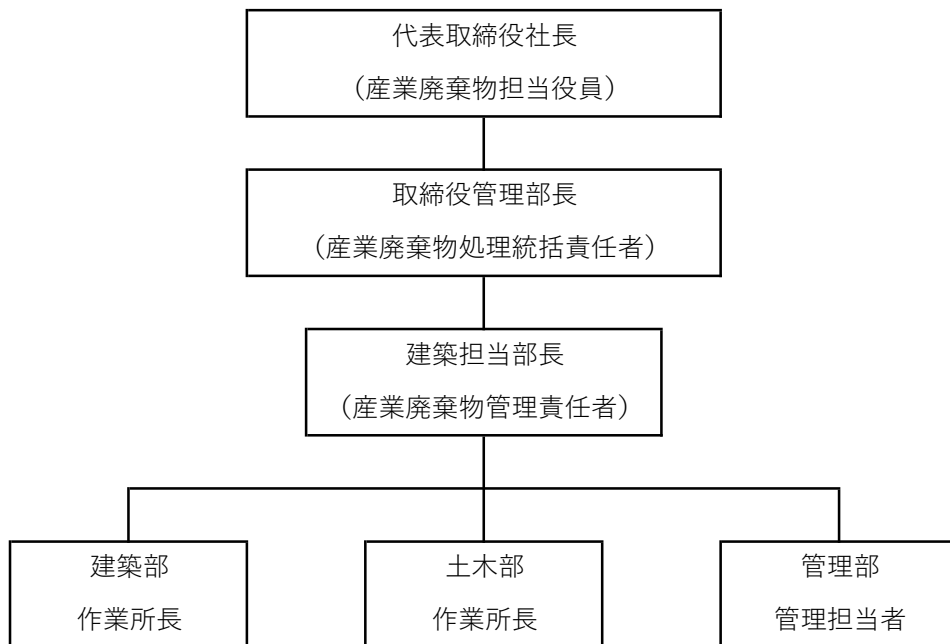 代表取締役社長
（産業廃棄物担当役員）
取締役管理部長
（産業廃棄物処理統括責任者）
建築担当部長
（産業廃棄物管理責任者）
建築部
作業所長
土木部
作業所長
管理部
管理担当者